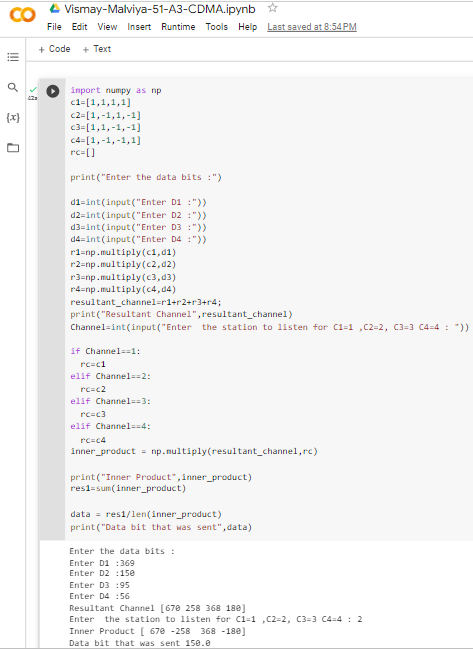 Vismay-Malviya-51-A3-CDMA.ipynb
File Edit View Insert Runtime Tools Help Last saved at 8:54 PM
+ Code + Text
import numpy as np
c1=[1,1,1,1]
c2=[1,-1,1,-1]
c3=[1,1,-1,-1]
c4=[1,-1,-1,1]
rc=[]
print("Enter the data bits :")
d1=int(input("Enter D1 :"))
d2=int(input("Enter D2 :"))
d3=int(input("Enter D3 :"))
d4=int(input("Enter D4 :"))
r1=np.multiply(c1,d1)
r2=np.multiply(c2,d2)
r3=np.multiply(c3,d3)
r4=np.multiply(c4,d4)
resultant_channel=r1+r2+r3+r4;
print("Resultant Channel",resultant_channel)
Channel=int(input("Enter  the station to listen for C1=1 ,C2=2, C3=3 C4=4 : "))
if Channel==1:
  rc=c1
elif Channel==2:
  rc=c2
elif Channel==3:
  rc=c3
elif Channel==4:
  rc=c4
inner_product = np.multiply(resultant_channel,rc)
print("Inner Product",inner_product)
res1=sum(inner_product)
data = res1/len(inner_product)
print("Data bit that was sent",data)
Enter the data bits :
Enter D1 :369
Enter D2 :150
Enter D3 :95
Enter D4 :56
Resultant Channel [670 258 368 180]
Enter  the station to listen for C1=1 ,C2=2, C3=3 C4=4 : 2
Inner Product [ 670 -258  368 -180]
Data bit that was sent 150.0